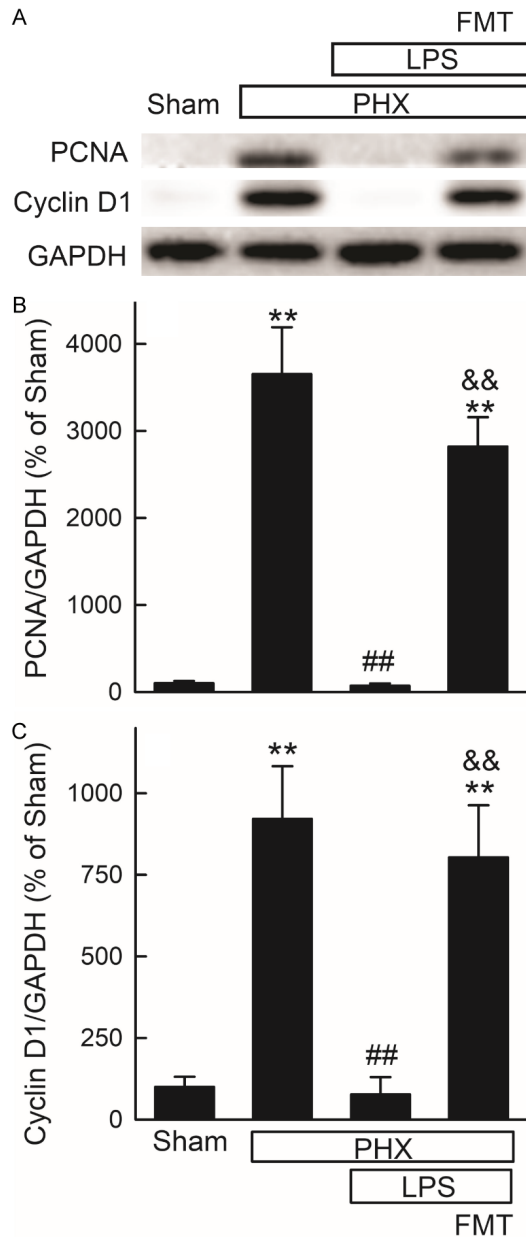 A
FMT
LPS
Sham PHX
PCNA
Cyclin D1
GAPDH
B
PCNA/GAPDH (% of Sham)
4000
3000
2000
1000
0
**
##
&&
**
C
Cyclin D1/GAPDH (% of Sham)
1000
750
500
250
0
**
##
&&
**
Sham PHX
LPS
FMT